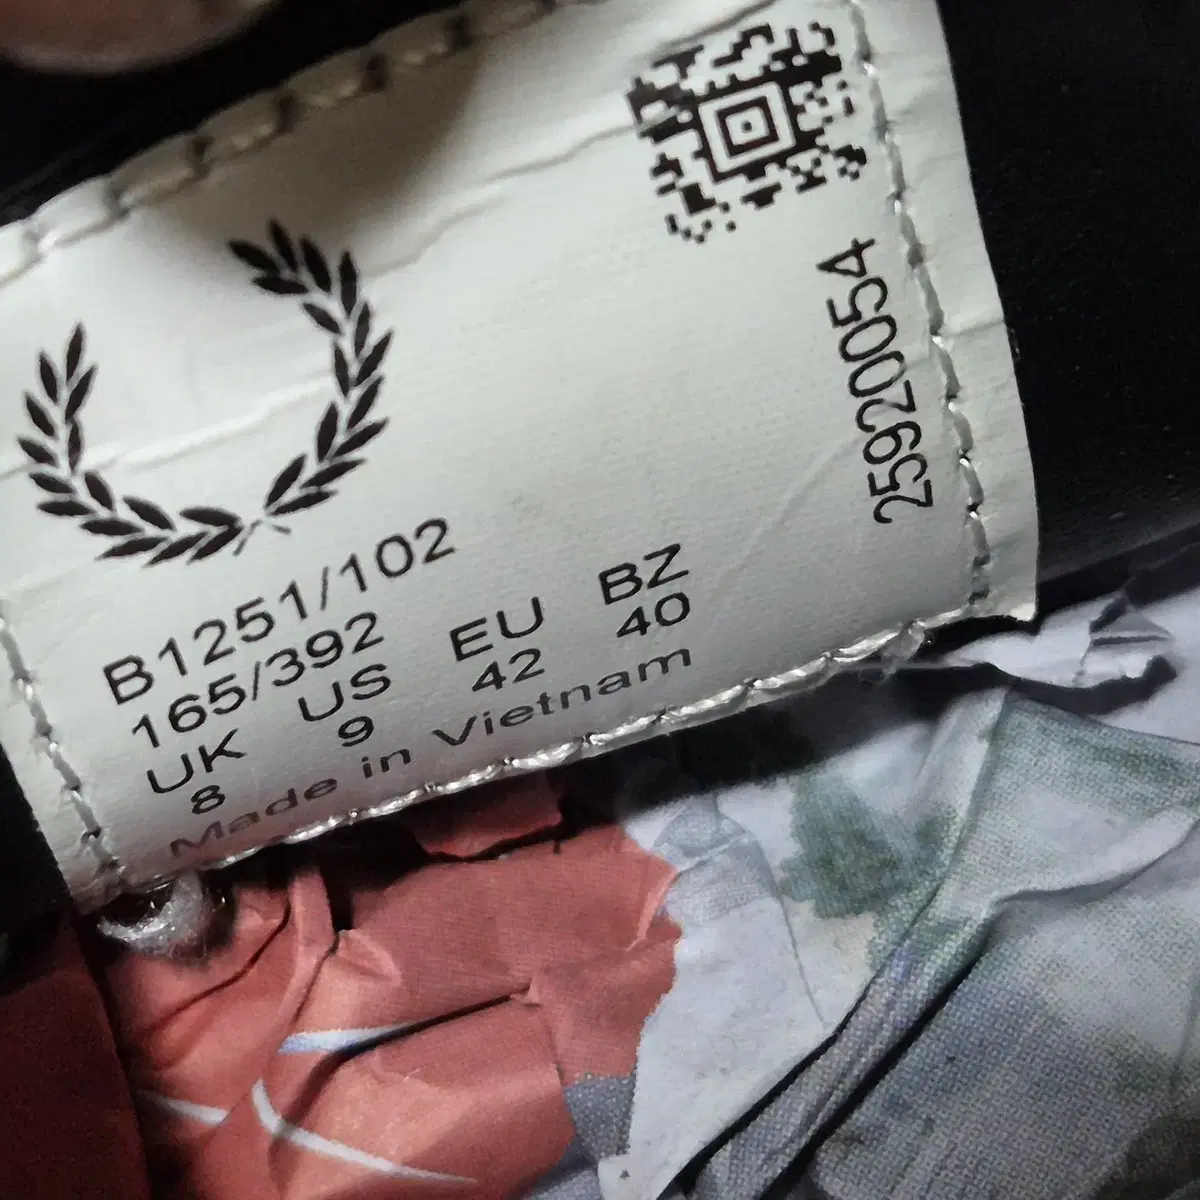 25920054
B1251/102
165/392
UK US EU BZ
8 9 42 40
Made in Vietnam